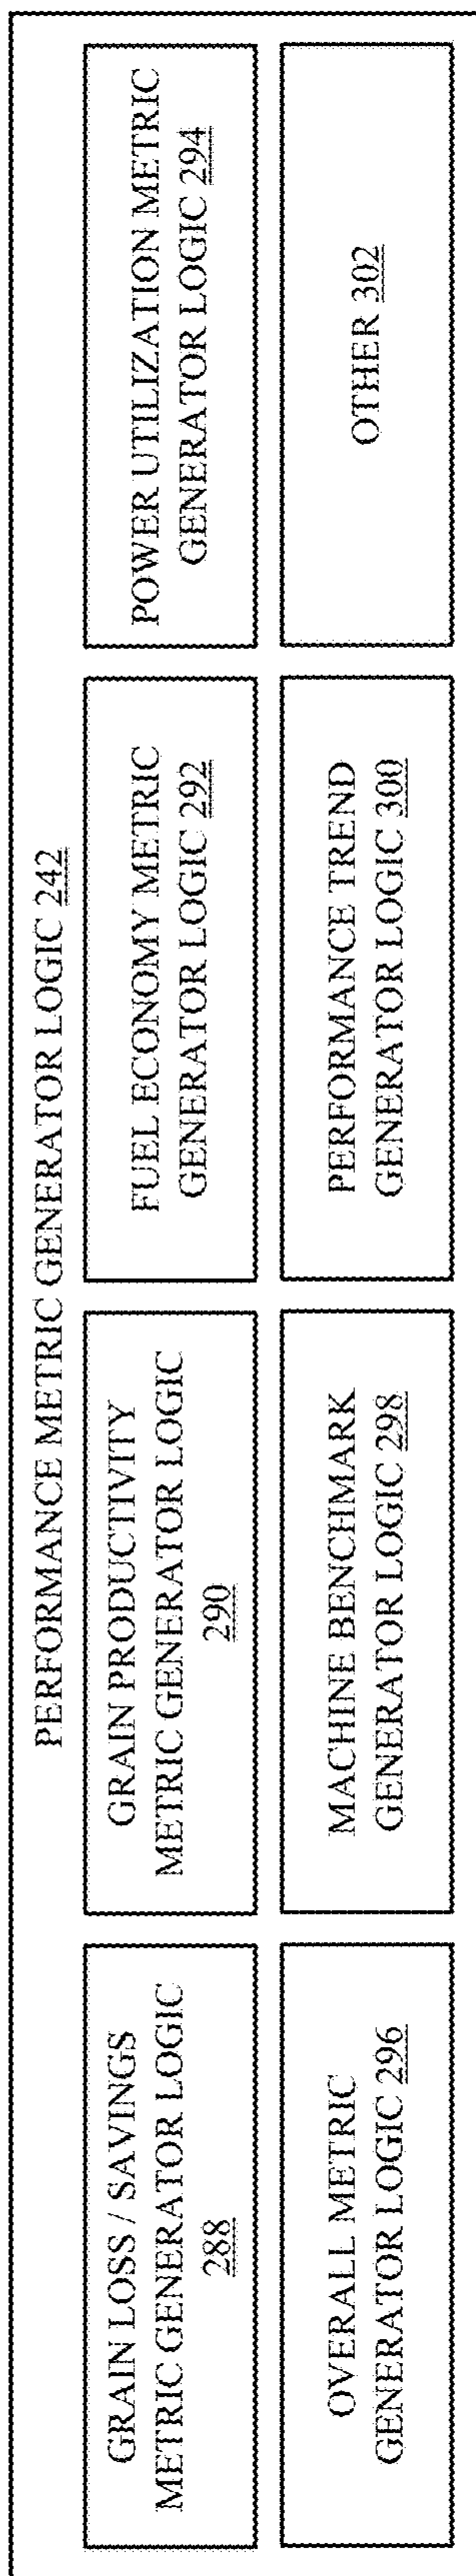 PERFORMANCE METRIC GENERATOR LOGIC 242
GRAIN LOSS / SAVINGS
METRIC GENERATOR LOGIC
288
GRAIN PRODUCTIVITY
METRIC GENERATOR LOGIC
290
FUEL ECONOMY METRIC
GENERATOR LOGIC 292
POWER UTILIZATION METRIC
GENERATOR LOGIC 294
OVERALL METRIC
GENERATOR LOGIC 296
MACHINE BENCHMARK
GENERATOR LOGIC 298
PERFORMANCE TREND
GENERATOR LOGIC 300
OTHER 302